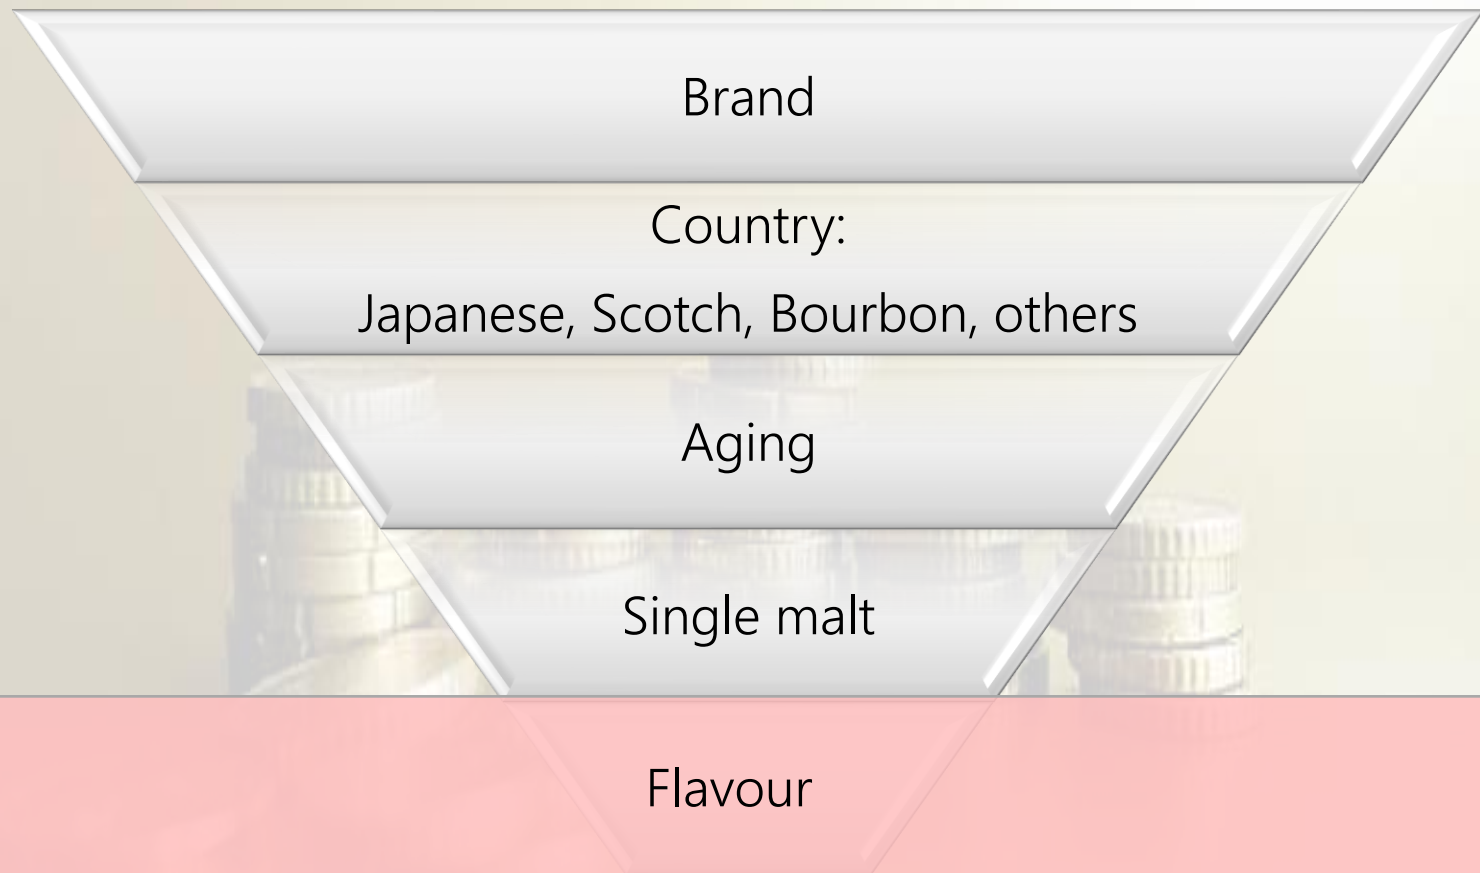 Brand
Country:
Japanese, Scotch, Bourbon, others
Aging
Single malt
Flavour